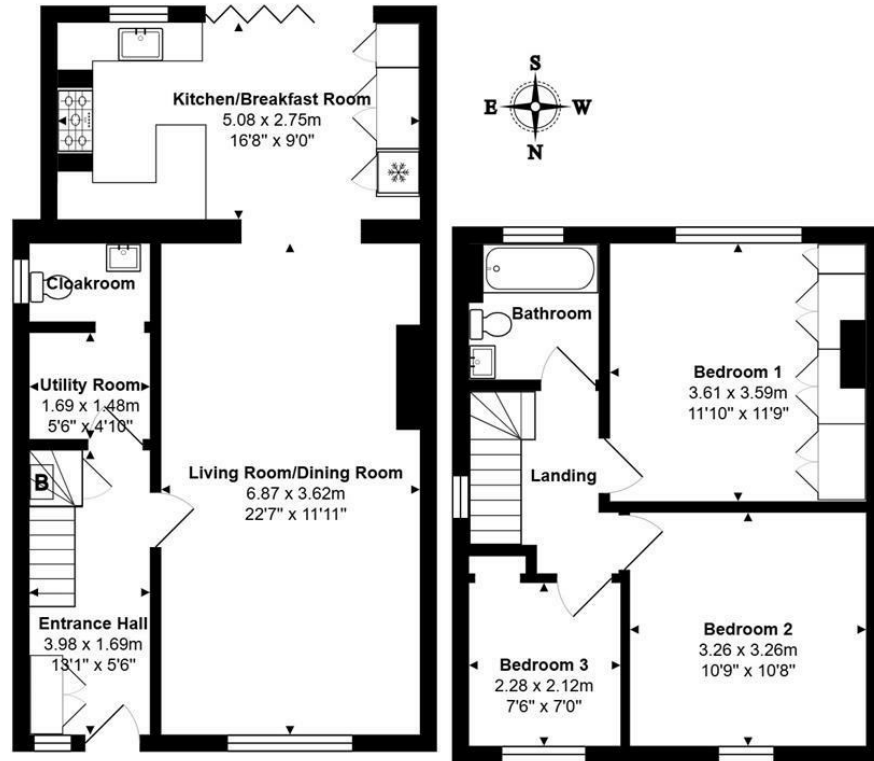 Kitchen/Breakfast Room
5.08 x 2.75m
16'8" x 9'0"
S
E W
N
Cloakroom
Utility Room
1.69 x 1.48m
5'6" x 4'10"
B
Living Room/Dining Room
6.87 x 3.62m
22'7" x 11'11"
Entrance Hall
3.98 x 1.69m
13'1" x 5'6"
Bathroom
Bedroom 1
3.61 x 3.59m
11'10" x 11'9"
Landing
Bedroom 2
3.26 x 3.26m
10'9" x 10'8"
Bedroom 3
2.28 x 2.12m
7'6" x 7'0"